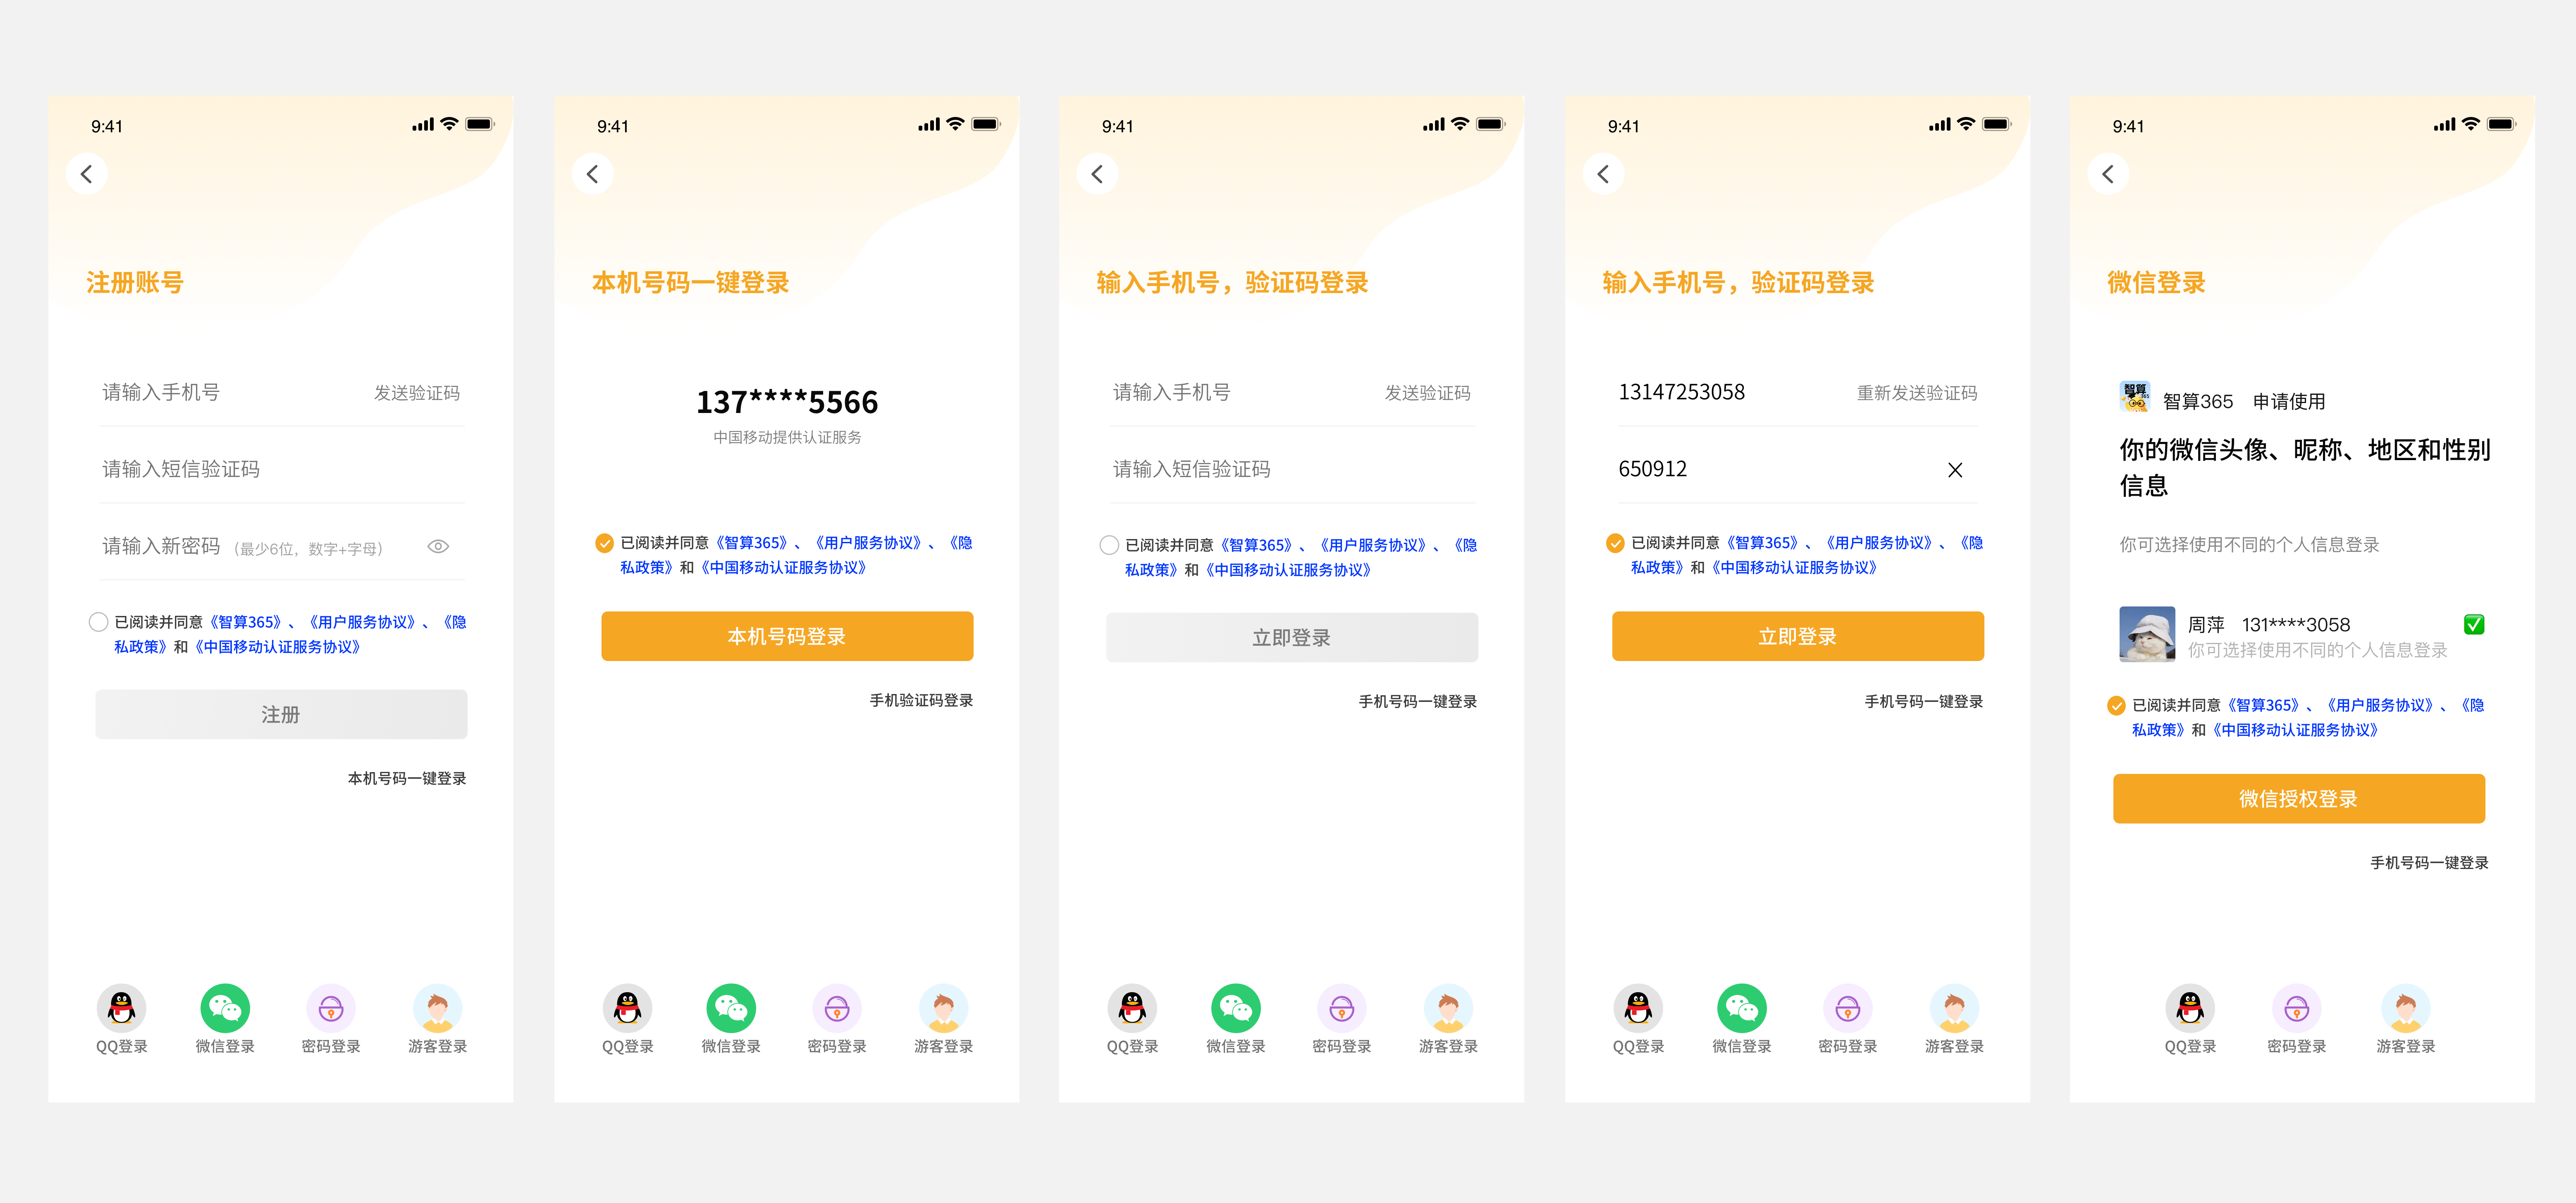 9:41
注册账号
请输入手机号 发送验证码
请输入短信验证码
请输入新密码 (最少6位，数字+字母)
已阅读并同意《智算365》、《用户服务协议》、《隐
私政策》和《中国移动认证服务协议》
注册
本机号码一键登录
QQ登录 微信登录 密码登录 游客登录
9:41
本机号码一键登录
137****5566
中国移动提供认证服务
已阅读并同意《智算365》、《用户服务协议》、《隐
私政策》和《中国移动认证服务协议》
本机号码登录
手机验证码登录
QQ登录 微信登录 密码登录 游客登录
9:41
输入手机号，验证码登录
请输入手机号 发送验证码
请输入短信验证码
已阅读并同意《智算365》、《用户服务协议》、《隐
私政策》和《中国移动认证服务协议》
立即登录
手机号码一键登录
QQ登录 微信登录 密码登录 游客登录
9:41
输入手机号，验证码登录
13147253058 重新发送验证码
650912
已阅读并同意《智算365》、《用户服务协议》、《隐
私政策》和《中国移动认证服务协议》
立即登录
手机号码一键登录
QQ登录 微信登录 密码登录 游客登录
9:41
微信登录
智算
365
智算365 申请使用
你的微信头像、昵称、地区和性别
信息
你可选择使用不同的个人信息登录
周萍 131****3058
你可选择使用不同的个人信息登录
已阅读并同意《智算365》、《用户服务协议》、《隐
私政策》和《中国移动认证服务协议》
微信授权登录
手机号码一键登录
QQ登录 密码登录 游客登录